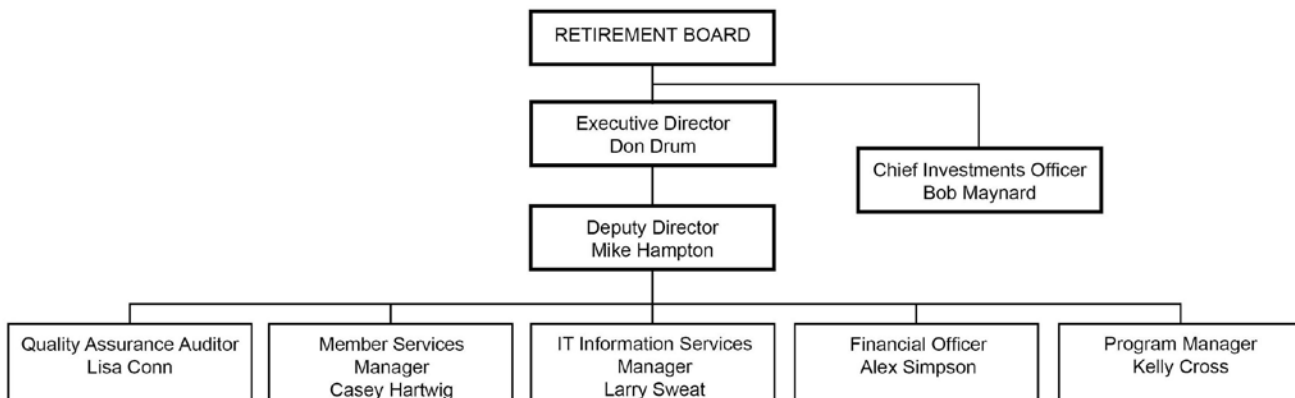 RETIREMENT BOARD
Executive Director
Don Drum
Chief Investments Officer
Bob Maynard
Deputy Director
Mike Hampton
Quality Assurance Auditor
Lisa Conn
Member Services
Manager
Casey Hartwig
IT Information Services
Manager
Larry Sweat
Financial Officer
Alex Simpson
Program Manager
Kelly Cross